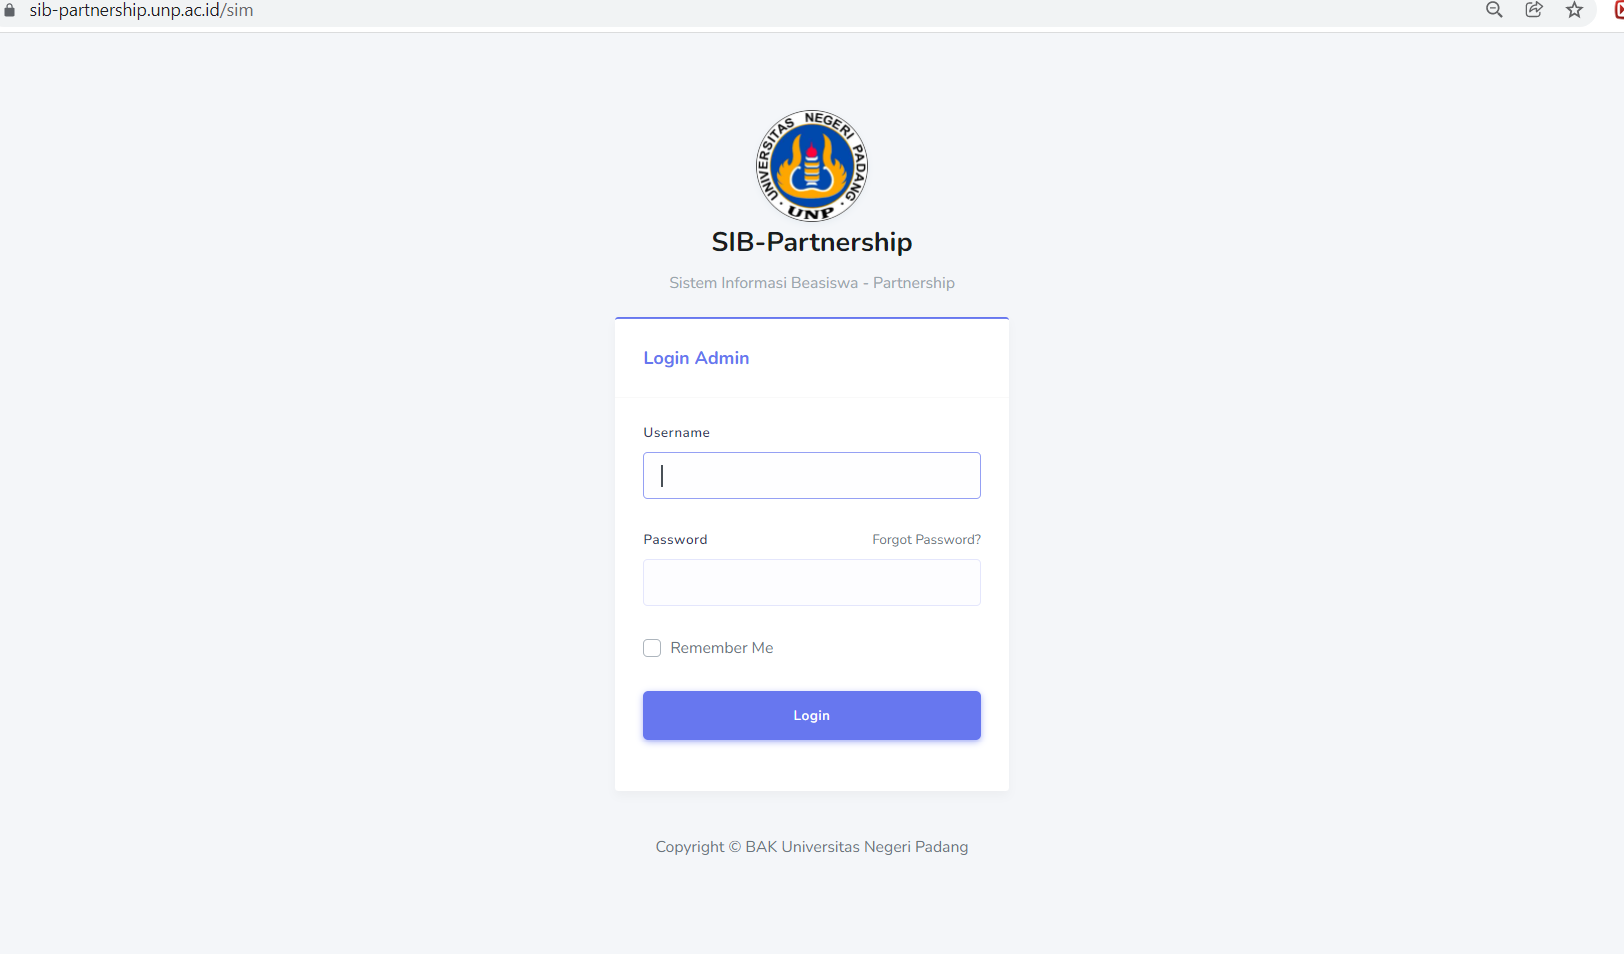 sib-partnership.unp.ac.id/sim
UNIVERSITAS NEGERI PADANG
UNP
SIB-Partnership
Sistem Informasi Beasiswa - Partnership
Login Admin
Username
Password Forgot Password?
Remember Me
Login
Copyright © BAK Universitas Negeri Padang